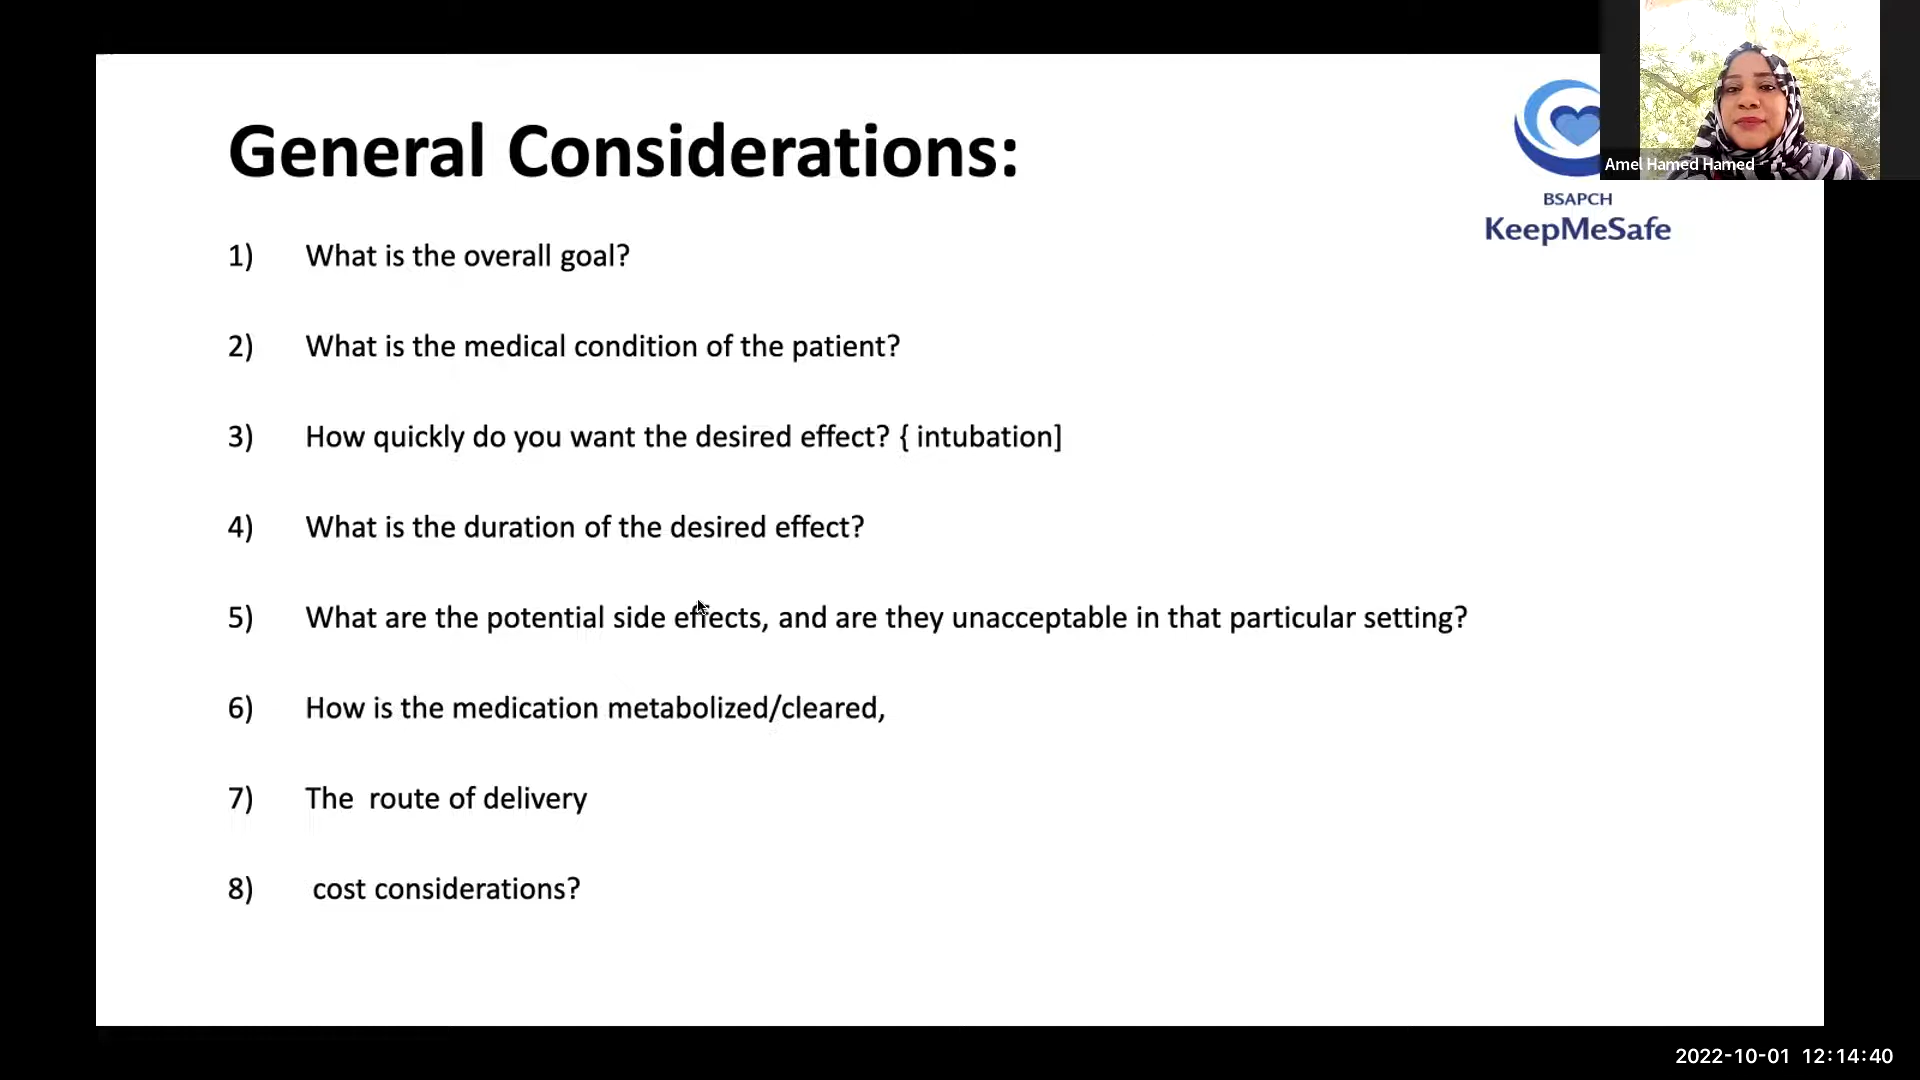 General Considerations:
BSAPCH
KeepMeSafe
Amel Hamed Hamed
1) What is the overall goal?
2) What is the medical condition of the patient?
3) How quickly do you want the desired effect? { intubation]
4) What is the duration of the desired effect?
5) What are the potential side effects, and are they unacceptable in that particular setting?
6) How is the medication metabolized/cleared,
7) The  route of delivery
8) cost considerations?
2022-10-01 12:14:40